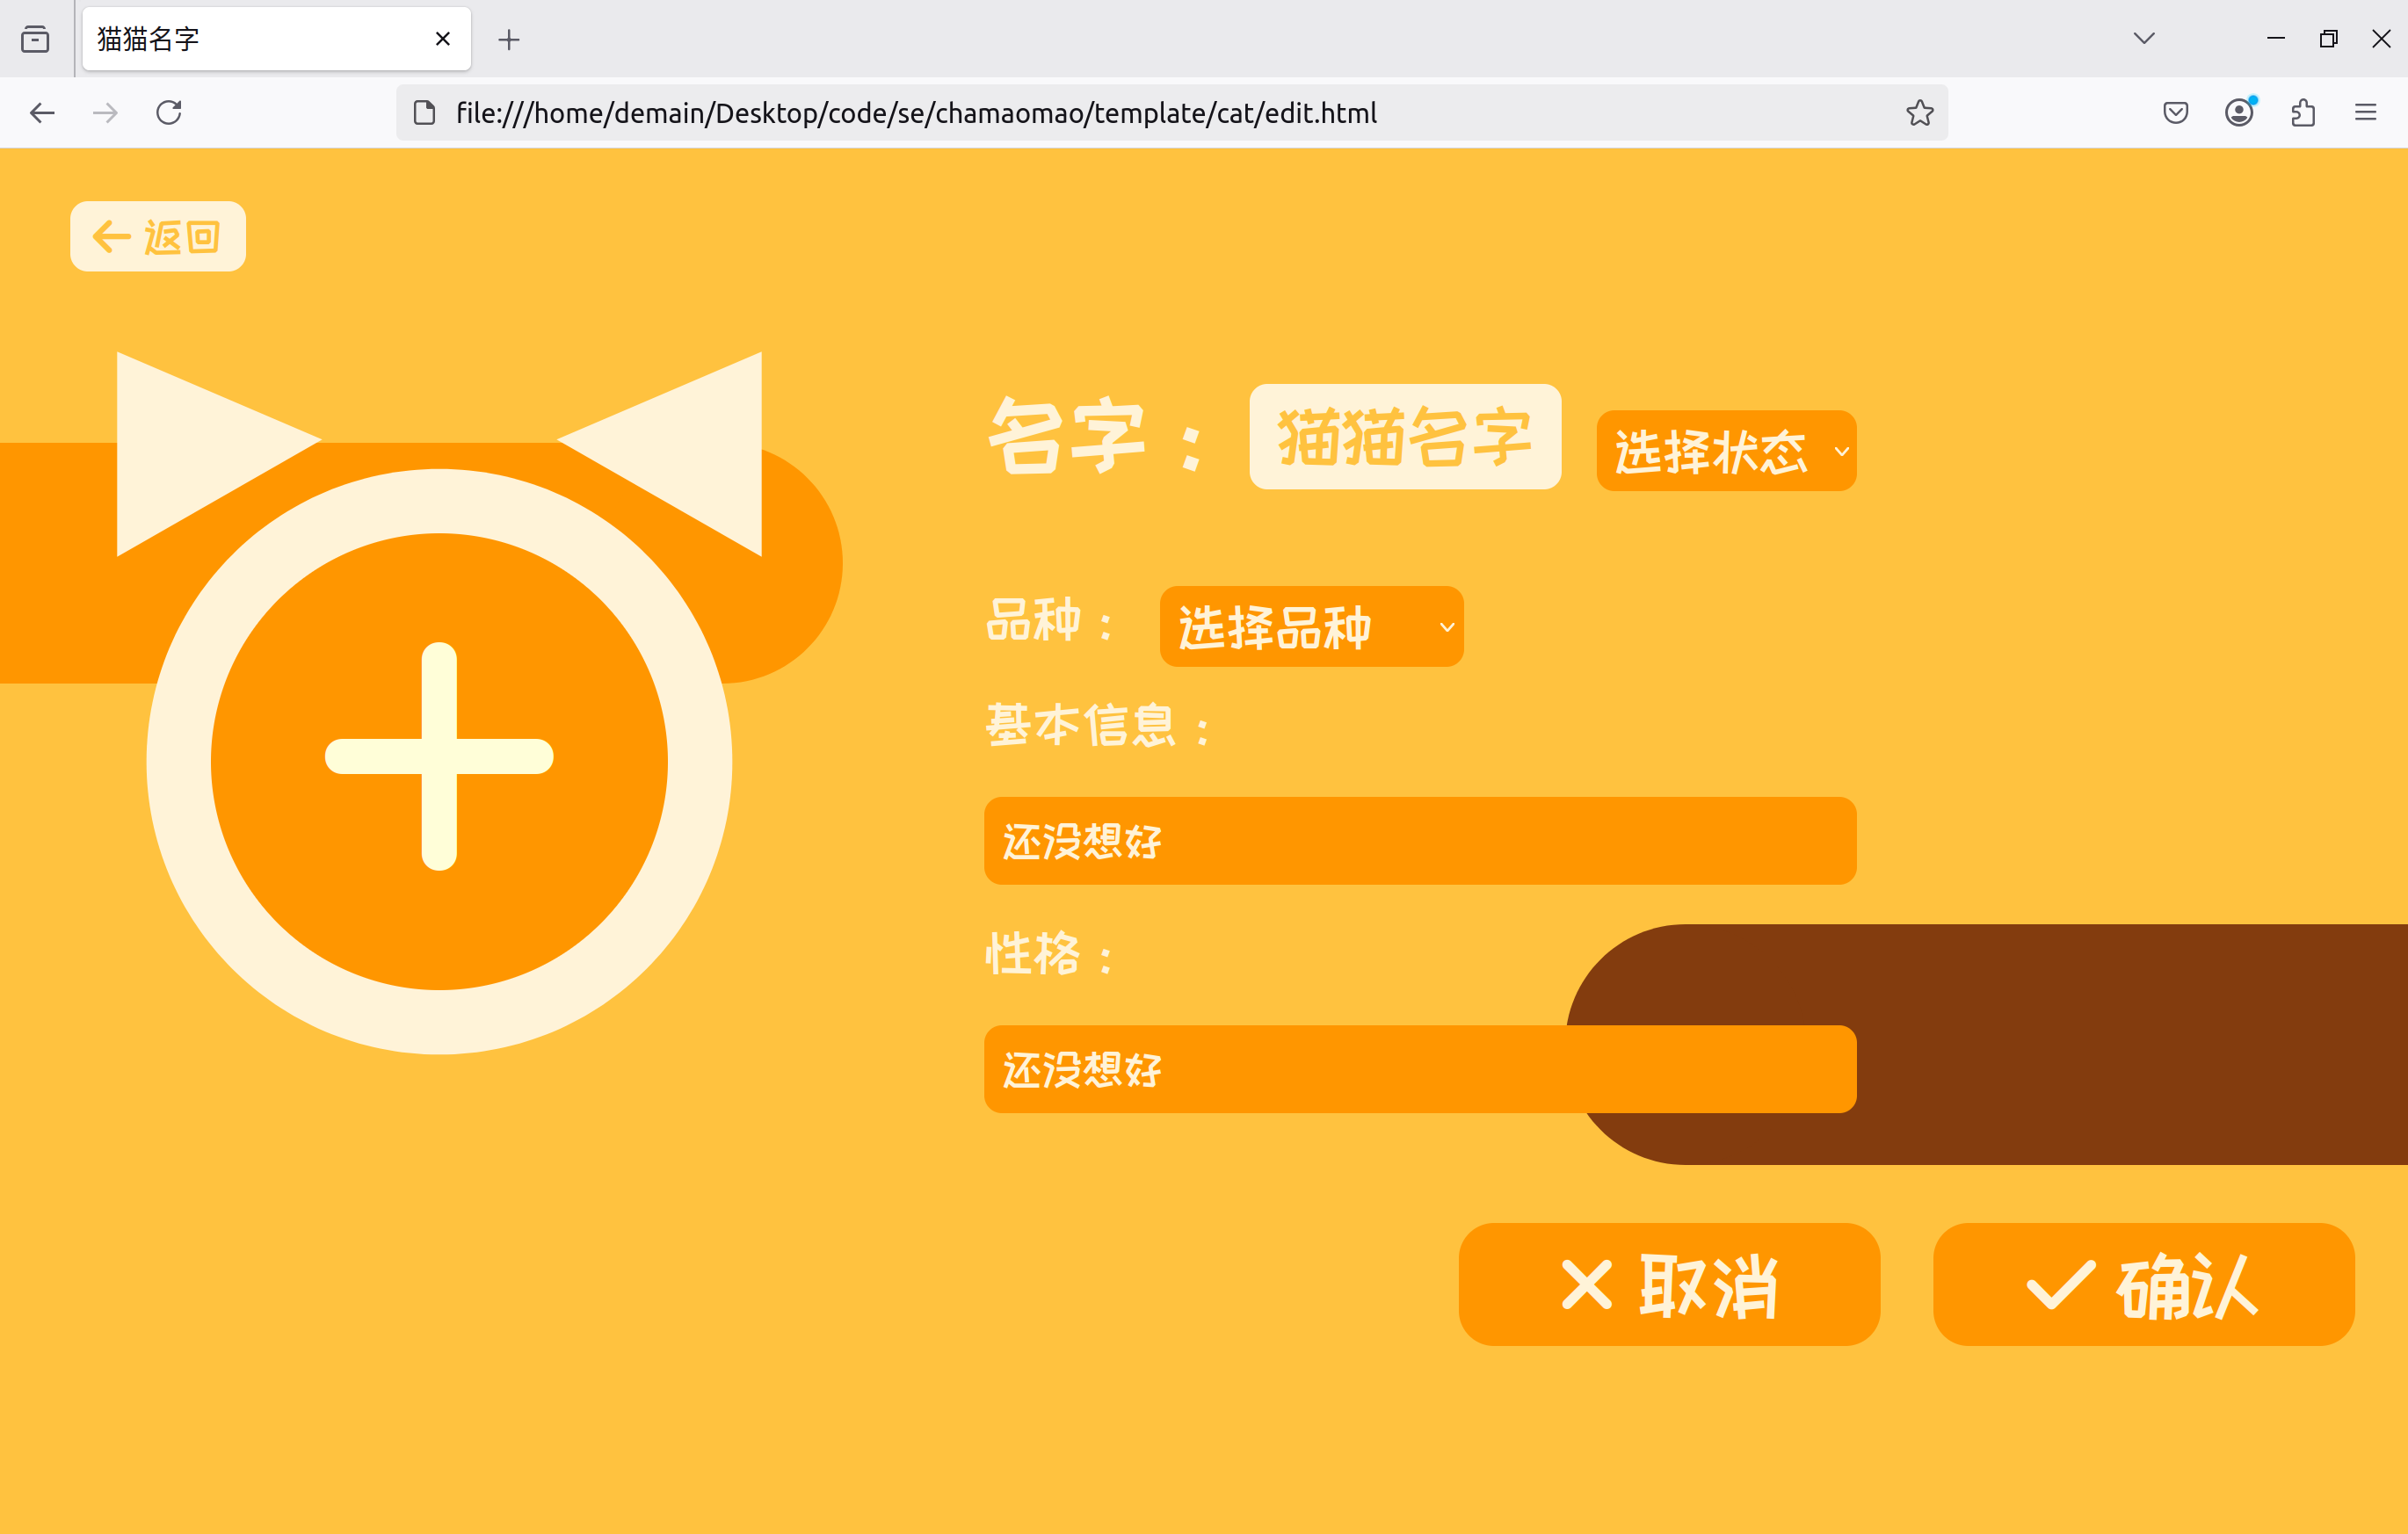 猫猫名字
file:///home/demain/Desktop/code/se/chamaomao/template/cat/edit.html
返回
名字： 猫猫名字 选择状态
品种： 选择品种
基本信息：
还没想好
性格：
还没想好
取消 确认